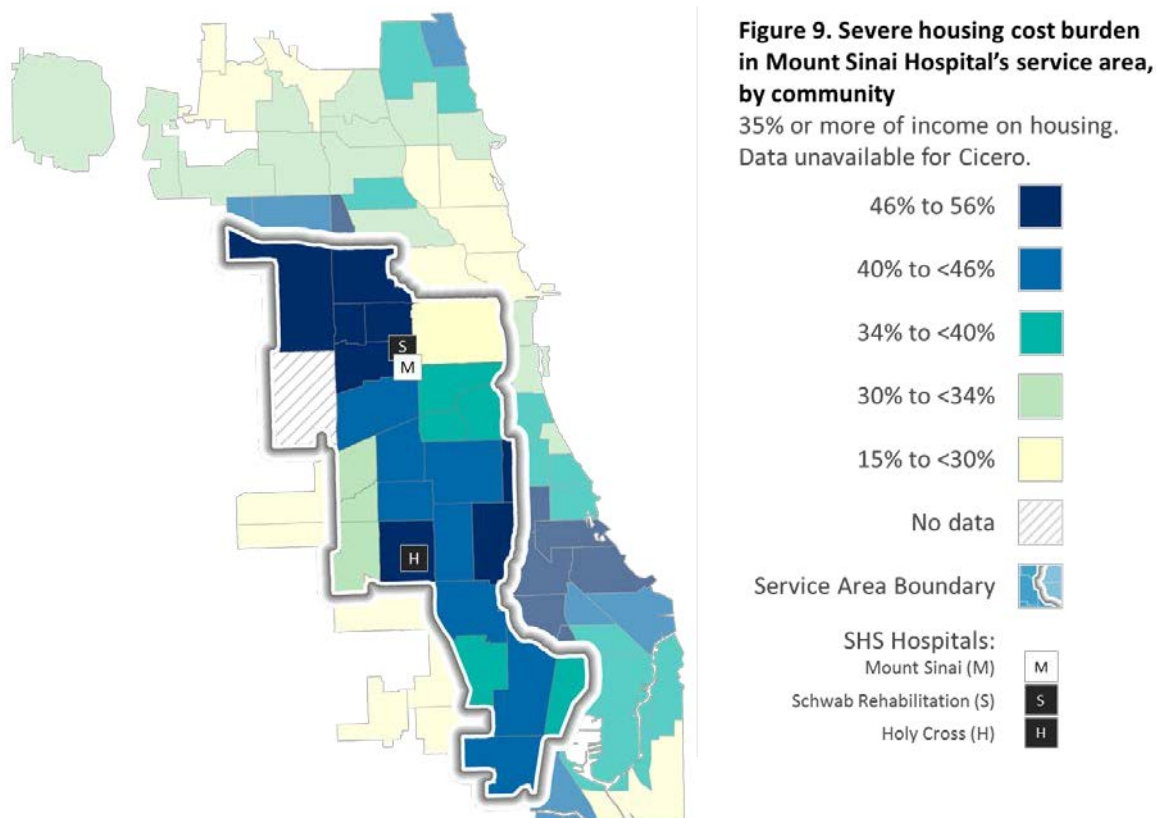 Figure 9. Severe housing cost burden
in Mount Sinai Hospital's service area,
by community
35% or more of income on housing.
Data unavailable for Cicero.
46% to 56%
40% to <46%
34% to <40%
30% to <34%
15% to <30%
No data
Service Area Boundary
SHS Hospitals:
Mount Sinai (M) M
Schwab Rehabilitation (S) S
Holy Cross (H) H
S
M
H